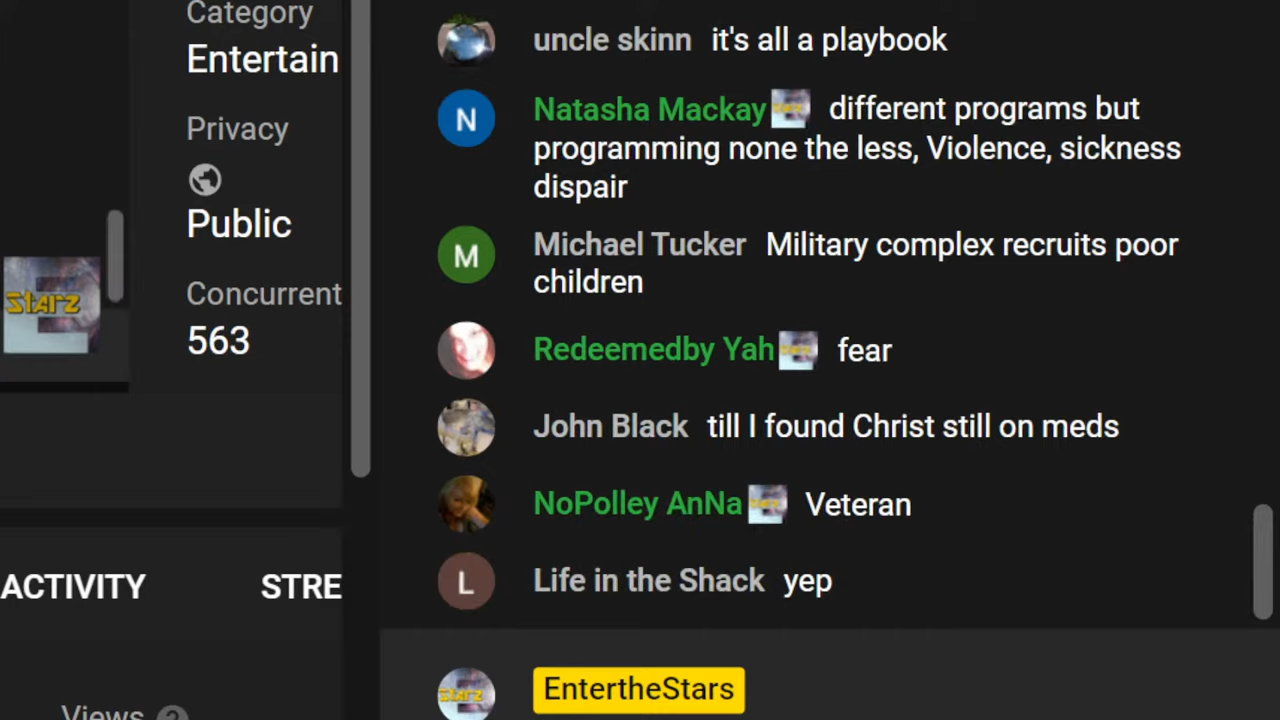 Category
Entertain
Privacy
Public
Concurrent
563
STARZ
ACTIVITY
STRE
Views ?
uncle skinn it's all a playbook
N Natasha Mackay different programs but
programming none the less, Violence, sickness
dispair
M Michael Tucker Military complex recruits poor
children
Redeemedby Yah fear
John Black till I found Christ still on meds
NoPolley AnNa Veteran
L Life in the Shack yep
STARZ EntertheStars